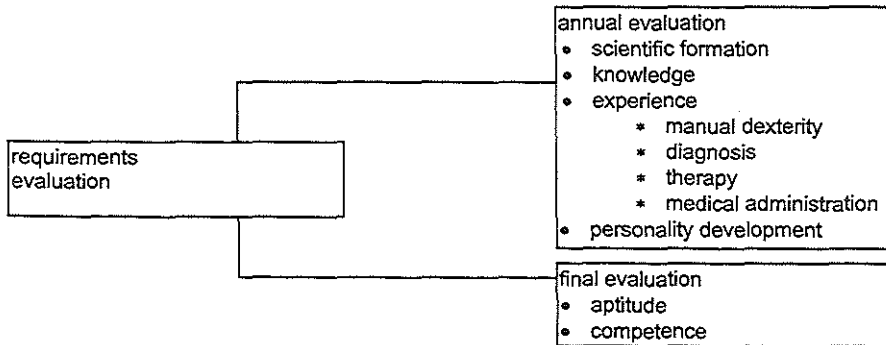 requirements
evaluation
annual evaluation
• scientific formation
• knowledge
• experience
* manual dexterity
* diagnosis
* therapy
* medical administration
• personality development
final evaluation
• aptitude
• competence